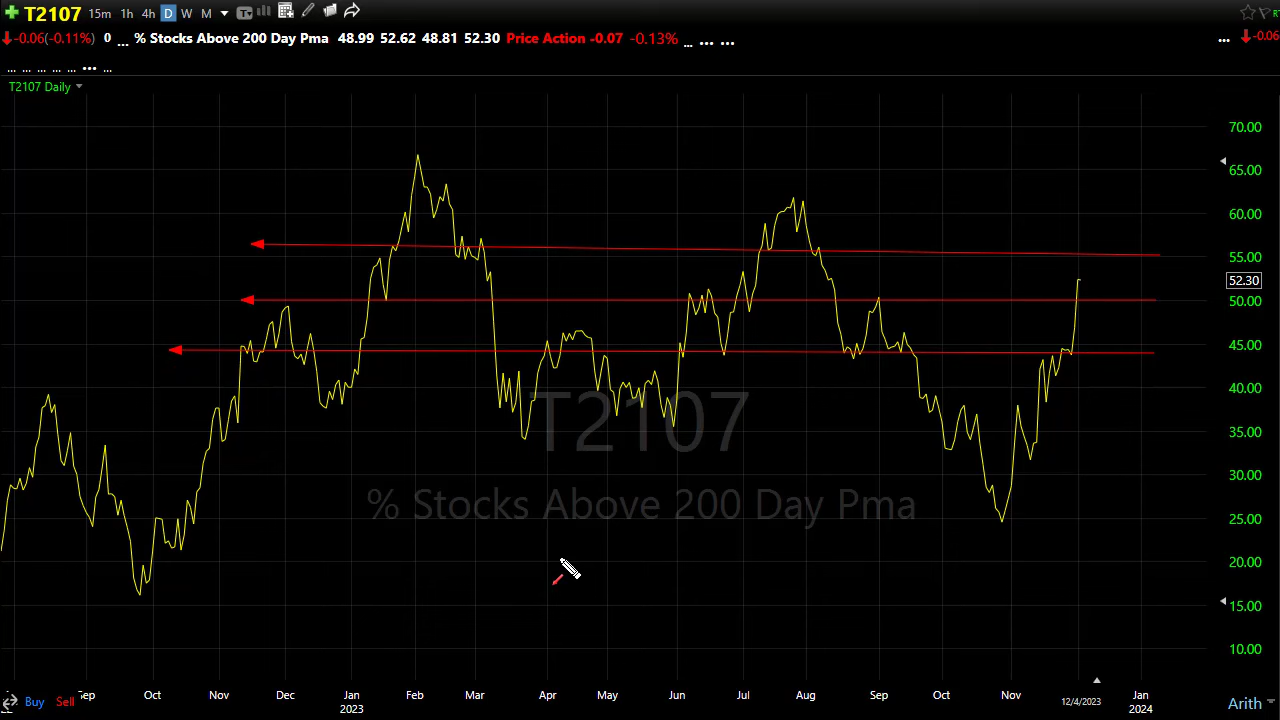 T2107 15m 1h 4h D W M
-0.06(-0.11%) 0 ... % Stocks Above 200 Day Pma 48.99 52.62 48.81 52.30 Price Action -0.07 -0.13% ... ... ... ... -0.06
... ... ... ... ... ... ...
T2107 Daily
70.00
65.00
60.00
55.00
52.30
50.00
45.00
40.00
T2107
35.00
30.00
% Stocks Above 200 Day Pma
25.00
20.00
15.00
10.00
Buy Sell ep Oct Nov Dec Jan Feb Mar Apr May Jun Jul Aug Sep Oct Nov 12/4/2023 Jan Arith
2023 2024